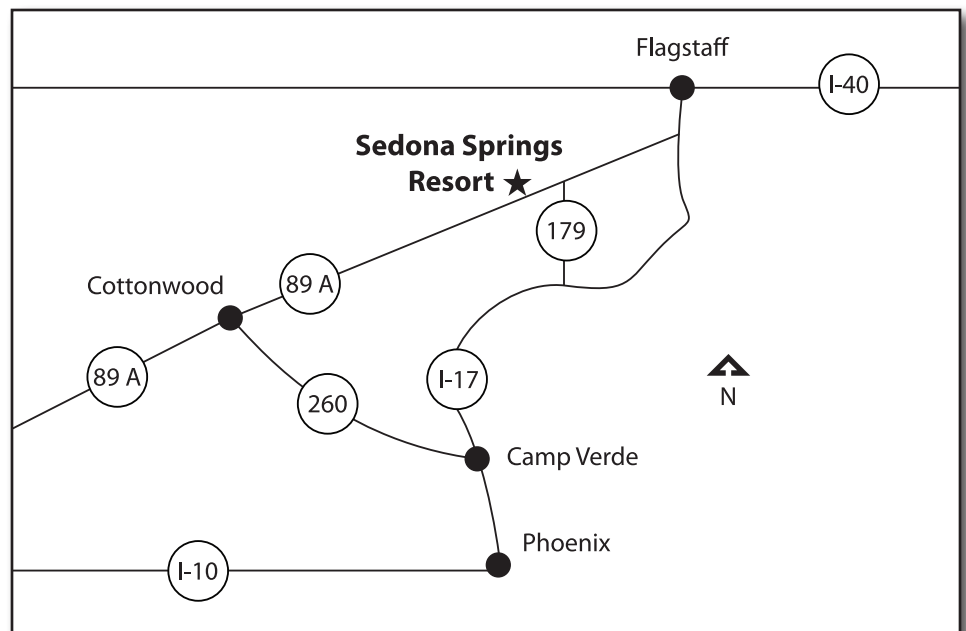 Flagstaff
I-40
Sedona Springs
Resort
179
Cottonwood
89 A
89 A
I-17
N
260
Camp Verde
Phoenix
I-10